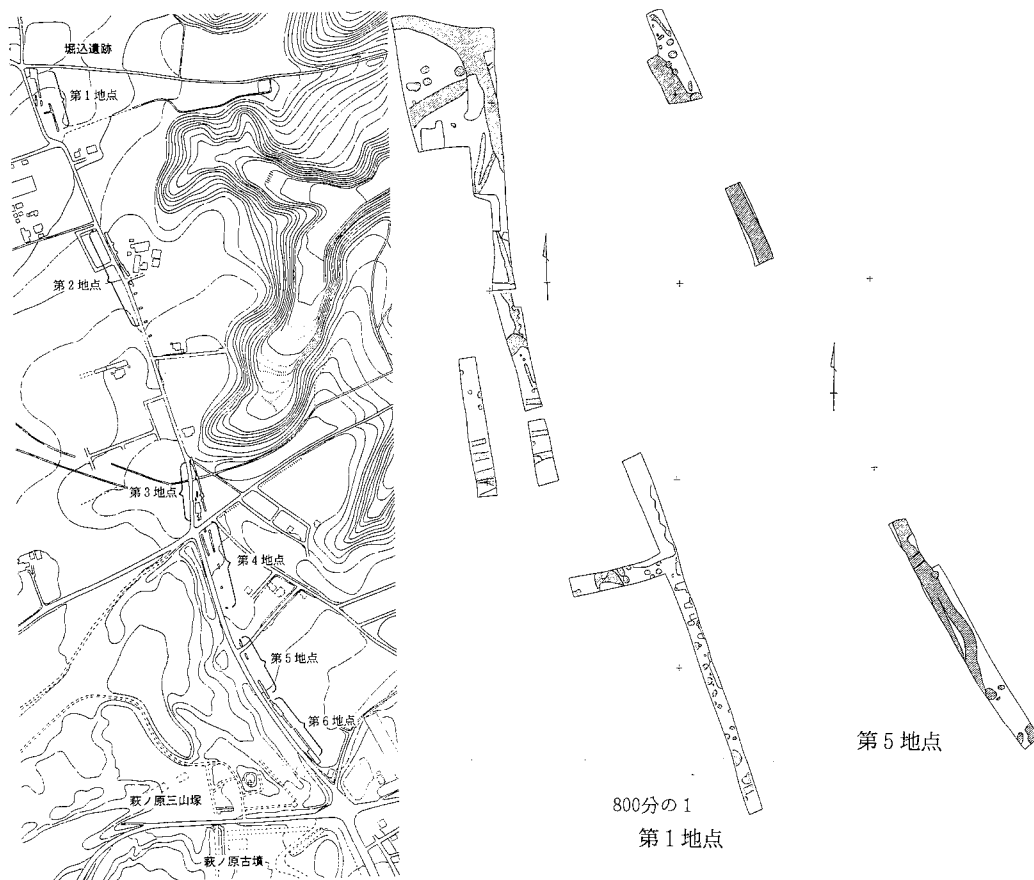 堀込遺跡
第1地点
第2地点
第3地点
第4地点
第5地点
第6地点
萩ノ原三山塚
萩ノ原古墳
第5地点
800分の1
第1地点